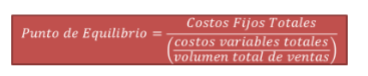 Costos Fijos Totales
Punto de Equilibrio =
(costos variables totales
volumen total de ventas)